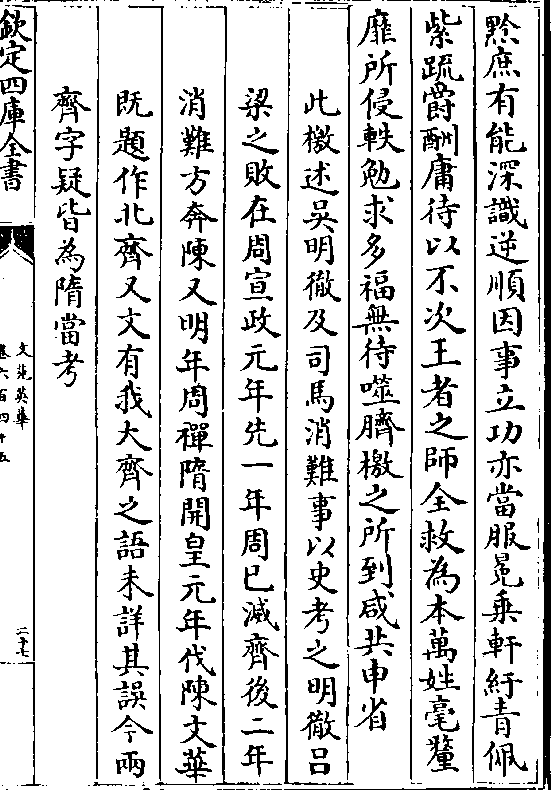 黔庶有能深識逆順因事立功亦當服冕乗軒紆青佩
紫疏爵酬庸待以不次王者之師全救為本萬姓毫釐
靡所侵軼勉求多福無待噬臍檄之所到咸共申省
此檄述吳明徹及司馬消難事以史考之明徹吕
梁之敗在周宣政元年先一年周已滅齊後二年
消難方奔陳又明年周禪隋開皇元年伐陳文華
既題作北齊又文有我大齊之語未詳其誤今兩
齊字疑皆為隋當考
欽定四庫全書
文苑英華
卷六百四十五
二十七